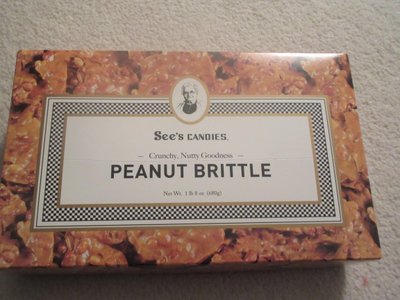 See's CANDIES.
— Crunchy, Nutty Goodness —
PEANUT BRITTLE
Net Wt. 1 lb 8 oz (680g)